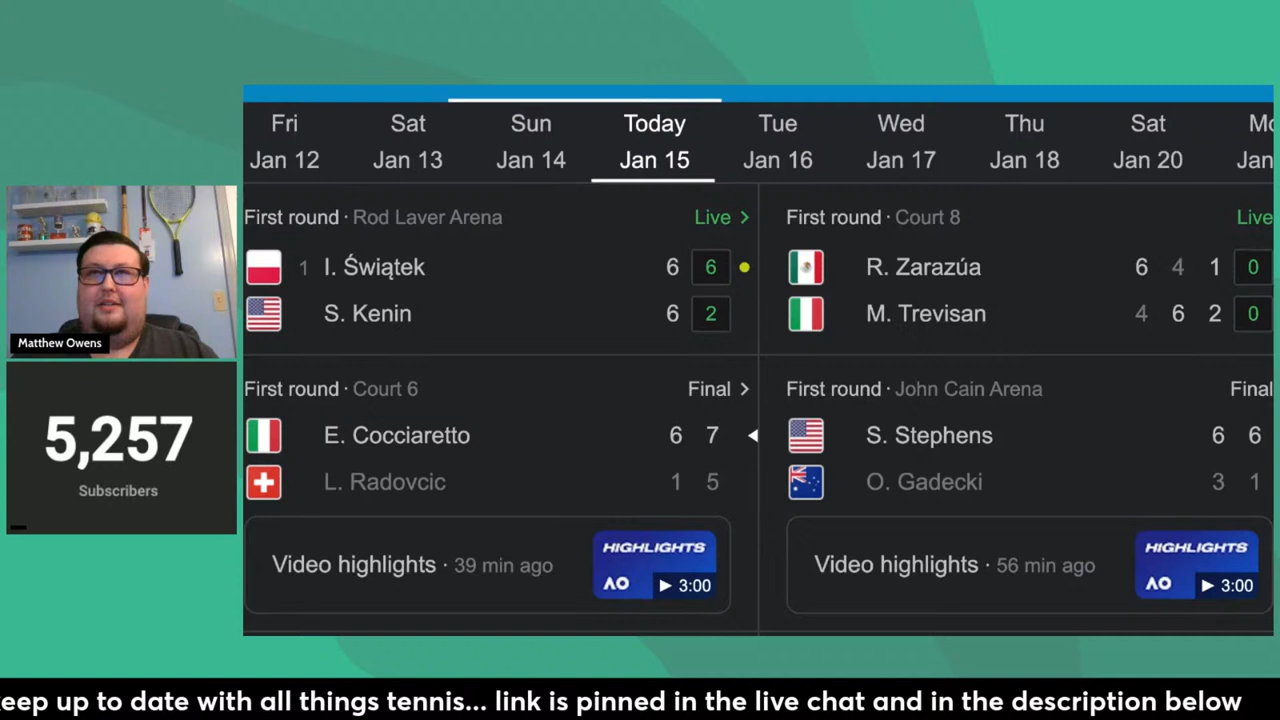 Fri Sat Sun Today Tue Wed Thu Sat Mo
Jan 12 Jan 13 Jan 14 Jan 15 Jan 16 Jan 17 Jan 18 Jan 20 Jan
First round · Rod Laver Arena Live >
1 I. Świątek 6 6
S. Kenin 6 2
First round · Court 8 Live
R. Zarazúa 6 4 1 0
M. Trevisan 4 6 2 0
First round · Court 6 Final >
E. Cocciaretto 6 7
L. Radovcic 1 5
Video highlights · 39 min ago
HIGHLIGHTS
AO 3:00
First round · John Cain Arena Final
S. Stephens 6 6
O. Gadecki 3 1
Video highlights · 56 min ago
HIGHLIGHTS
AO 3:00
Matthew Owens
5,257
Subscribers
keep up to date with all things tennis... link is pinned in the live chat and in the description below